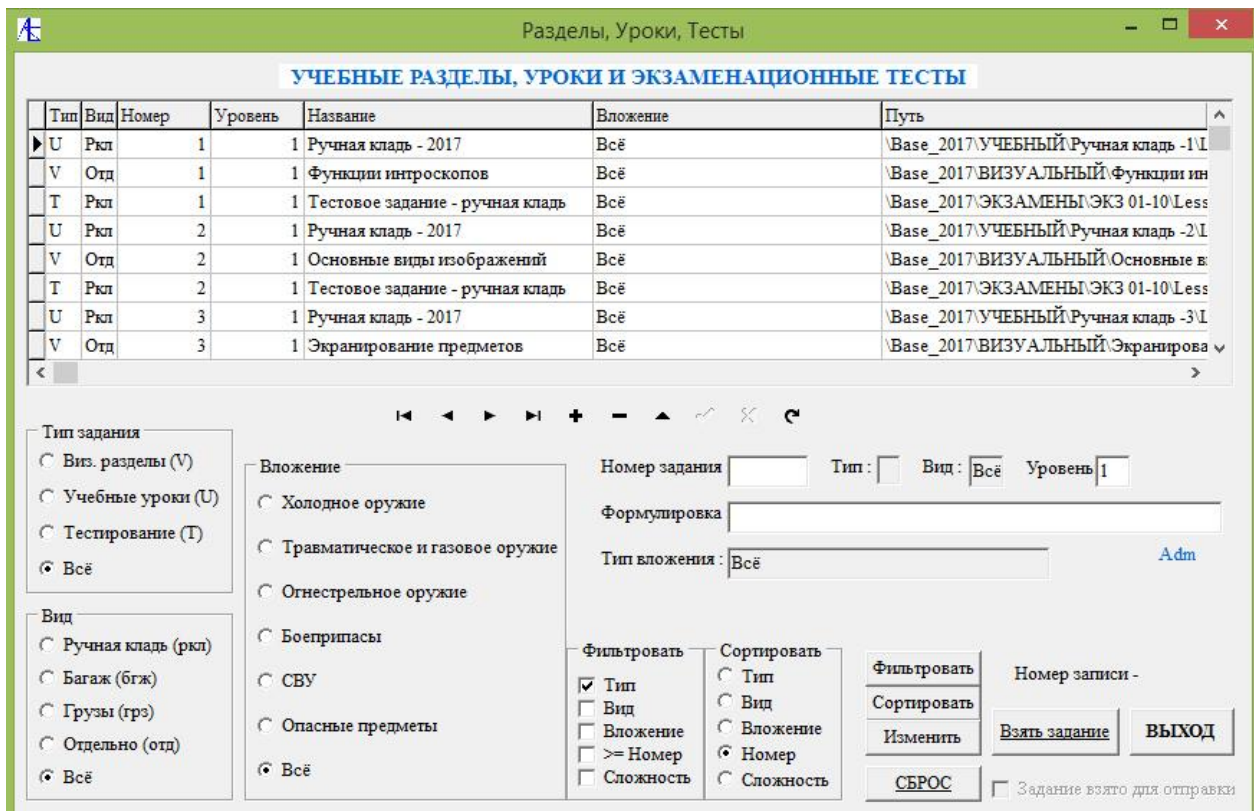 Разделы, Уроки, Тесты
УЧЕБНЫЕ РАЗДЕЛЫ, УРОКИ И ЭКЗАМЕНАЦИОННЫЕ ТЕСТЫ
Тип Вид Номер Уровень Название Вложение Путь
U Ркл 1 1 Ручная кладь - 2017 Всё \Base_2017\УЧЕБНЫЙ\Ручная кладь -1\L
V Отд 1 1 Функции интроскопов Всё \Base_2017\ВИЗУАЛЬНЫЙ\Функции ин
T Ркл 1 1 Тестовое задание - ручная кладь Всё \Base_2017\ЭКЗАМЕНЫ\ЭКЗ 01-10\Less
U Ркл 2 1 Ручная кладь - 2017 Всё \Base_2017\УЧЕБНЫЙ\Ручная кладь -2\L
V Отд 2 1 Основные виды изображений Всё \Base_2017\ВИЗУАЛЬНЫЙ\Основные в
T Ркл 2 1 Тестовое задание - ручная кладь Всё \Base_2017\ЭКЗАМЕНЫ\ЭКЗ 01-10\Less
U Ркл 3 1 Ручная кладь - 2017 Всё \Base_2017\УЧЕБНЫЙ\Ручная кладь -3\L
V Отд 3 1 Экранирование предметов Всё \Base_2017\ВИЗУАЛЬНЫЙ\Экранирова
Тип задания
Виз. разделы (V)
Учебные уроки (U)
Тестирование (T)
Всё
Вид
Ручная кладь (ркл)
Багаж (бгж)
Грузы (грз)
Отдельно (отд)
Всё
Вложение
Холодное оружие
Травматическое и газовое оружие
Огнестрельное оружие
Боеприпасы
СВУ
Опасные предметы
Всё
Номер задания Тип : Вид : Всё Уровень 1
Формулировка
Тип вложения : Всё Adm
Фильтровать
Тип
Вид
Вложение
>= Номер
Сложность
Сортировать
Тип
Вид
Вложение
Номер
Сложность
Фильтровать
Сортировать
Изменить
СБРОС
Номер записи -
Взять задание ВЫХОД
Задание взято для отправки